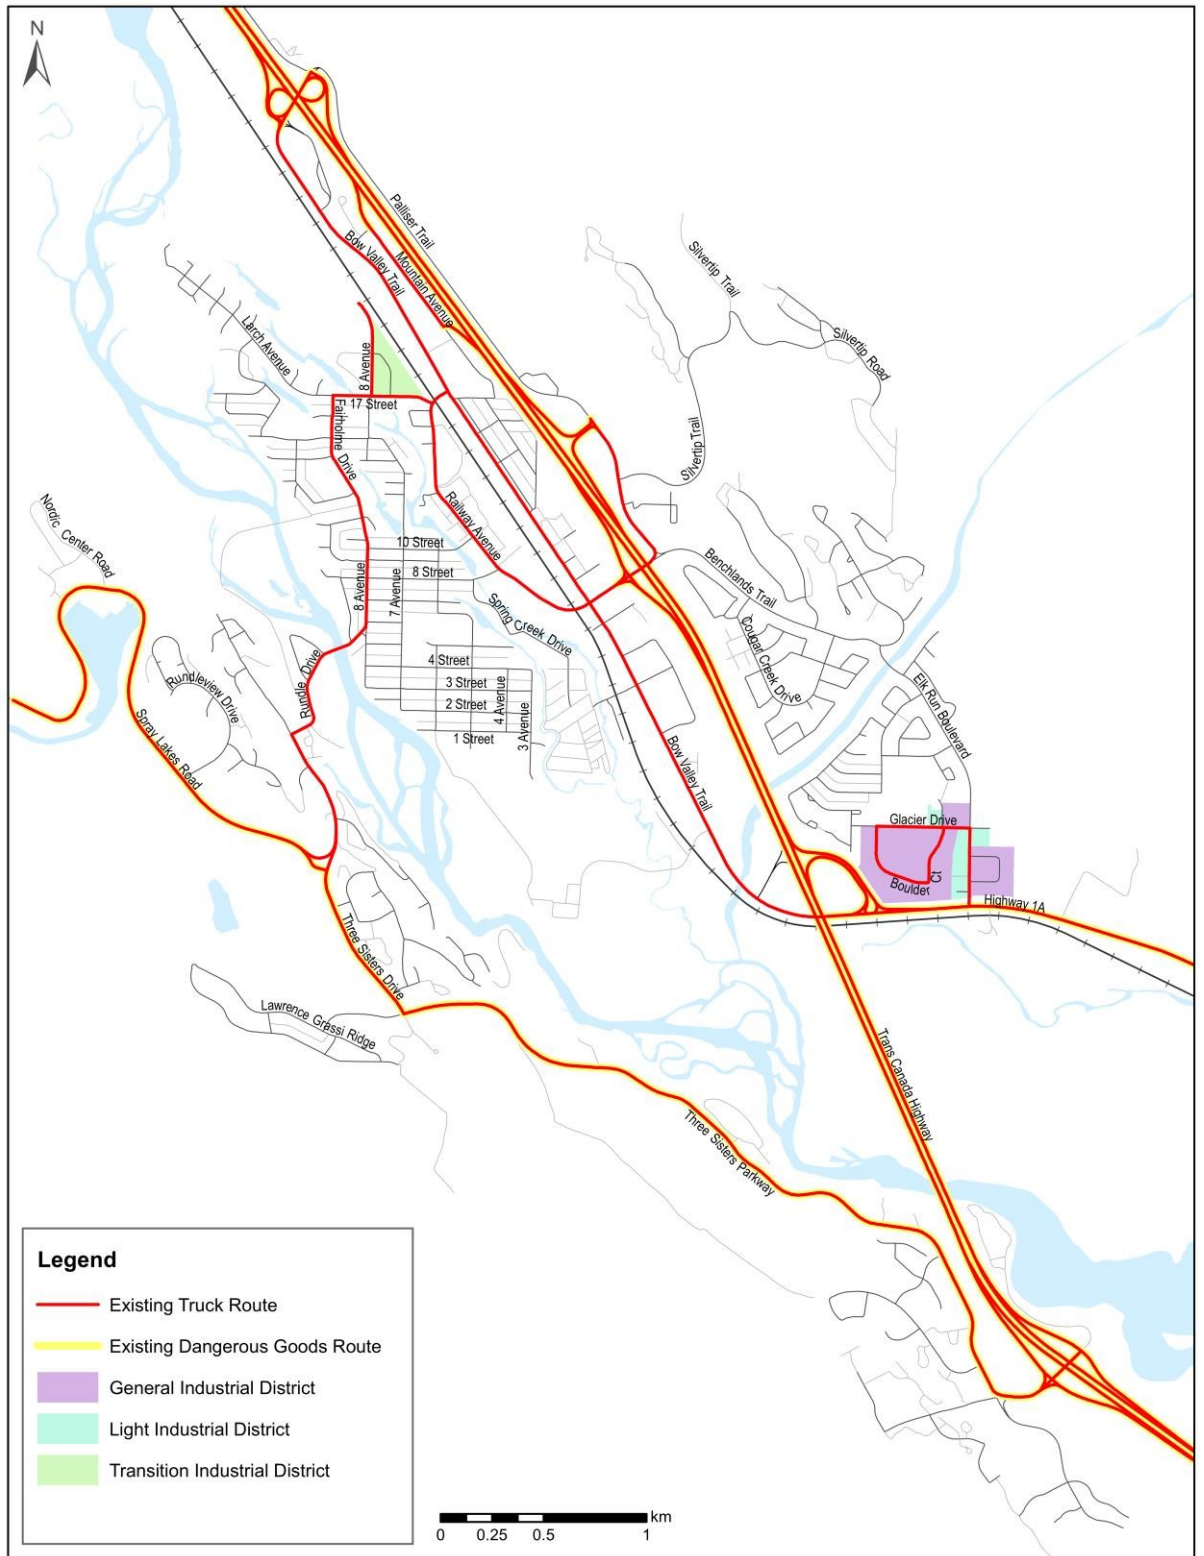 N
Palliser Trail
Bow Valley Trail
Mountain Avenue
Silvertip Trail
Silvertip Road
Larch Avenue
8 Avenue
17 Street
Fairholme Drive
Silvertip Trail
Railway Avenue
Nordic Center Road
10 Street
8 Street
8 Avenue
7 Avenue
Benchlands Trail
Spring Creek Drive
Cougar Creek Drive
Rundle Drive
Rundleview Drive
4 Street
3 Street
2 Street
1 Street
4 Avenue
3 Avenue
Elk Run Boulevard
Spray Lakes Road
Bow Valley Trail
Glacier Drive
Boulder Ct
Highway 1A
Three Sisters Drive
Lawrence Grassi Ridge
Trans Canada Highway
Three Sisters Parkway
Legend
Existing Truck Route
Existing Dangerous Goods Route
General Industrial District
Light Industrial District
Transition Industrial District
km
0 0.25 0.5 1